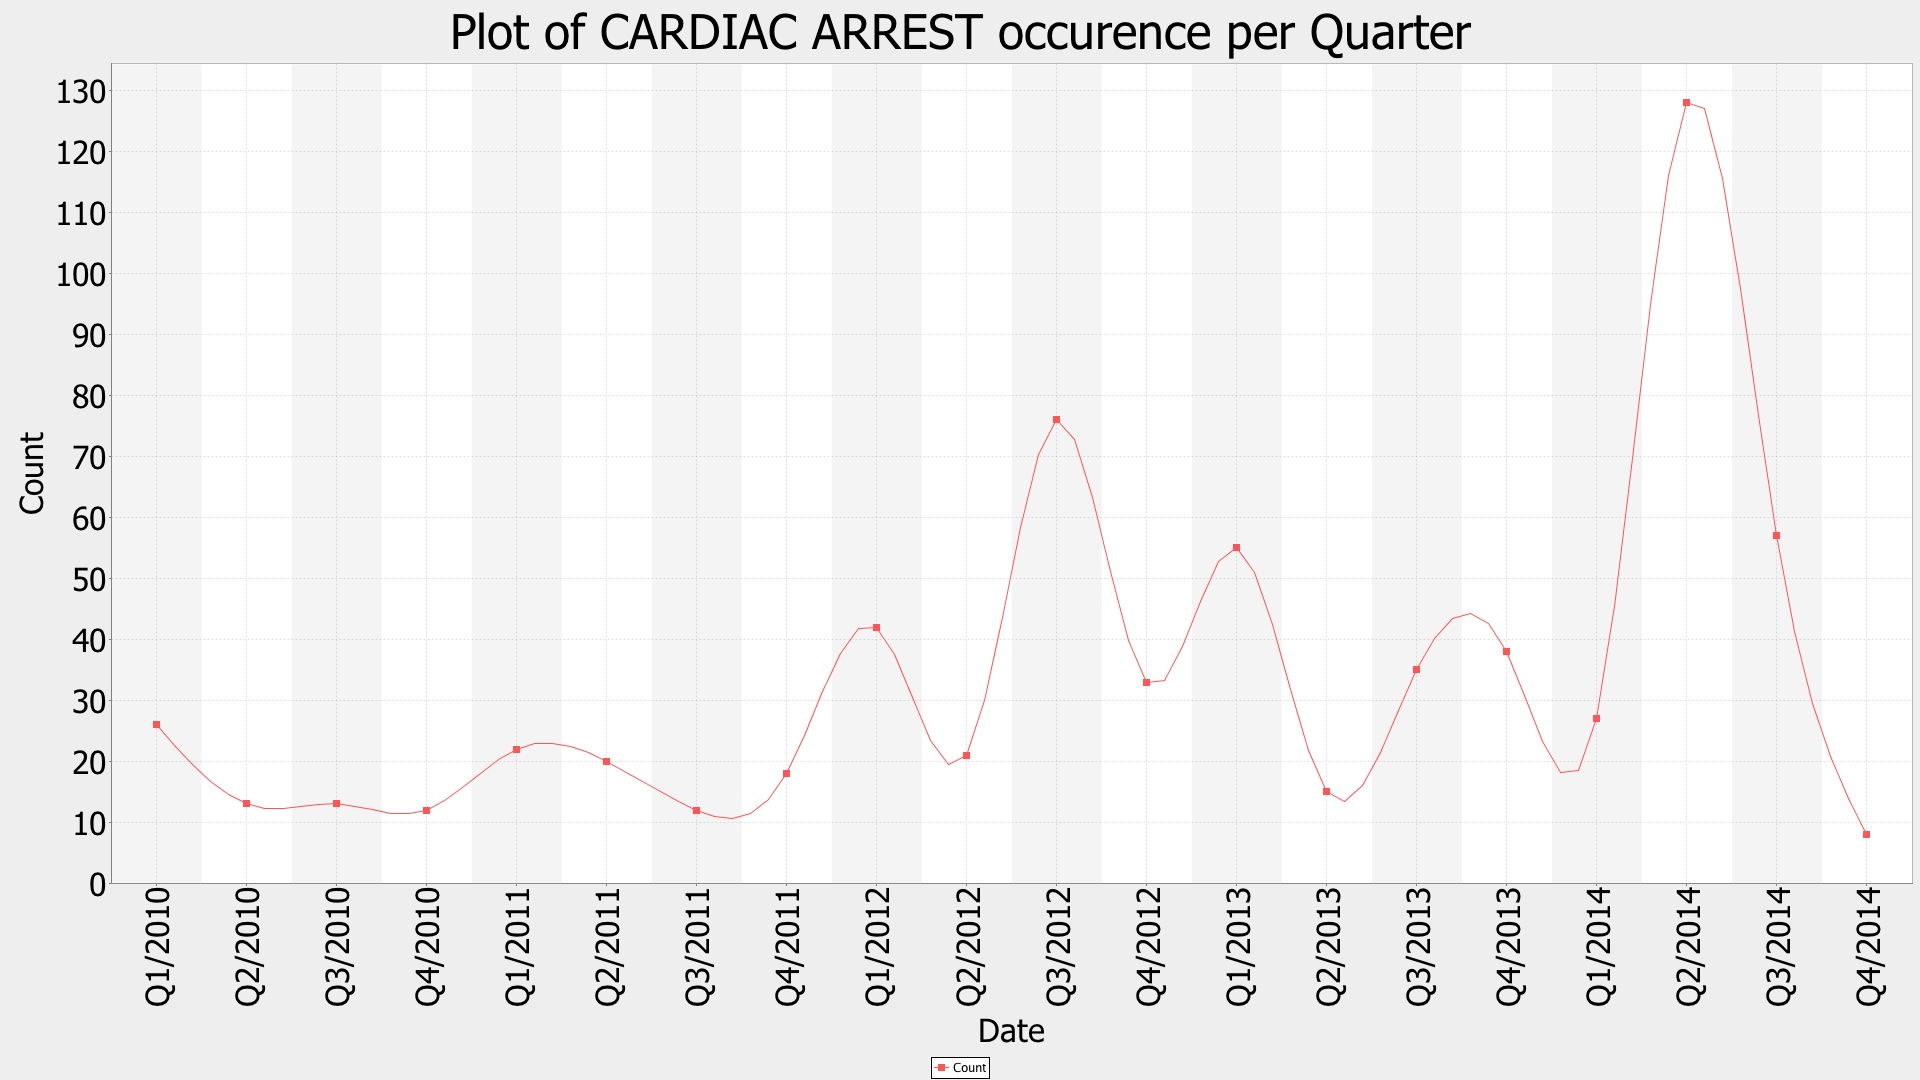 Plot of CARDIAC ARREST occurence per Quarter
130
120
110
100
90
80
70
60
50
40
30
20
10
0
Count
Q1/2010
Q2/2010
Q3/2010
Q4/2010
Q1/2011
Q2/2011
Q3/2011
Q4/2011
Q1/2012
Q2/2012
Q3/2012
Q4/2012
Q1/2013
Q2/2013
Q3/2013
Q4/2013
Q1/2014
Q2/2014
Q3/2014
Q4/2014
Date
Count